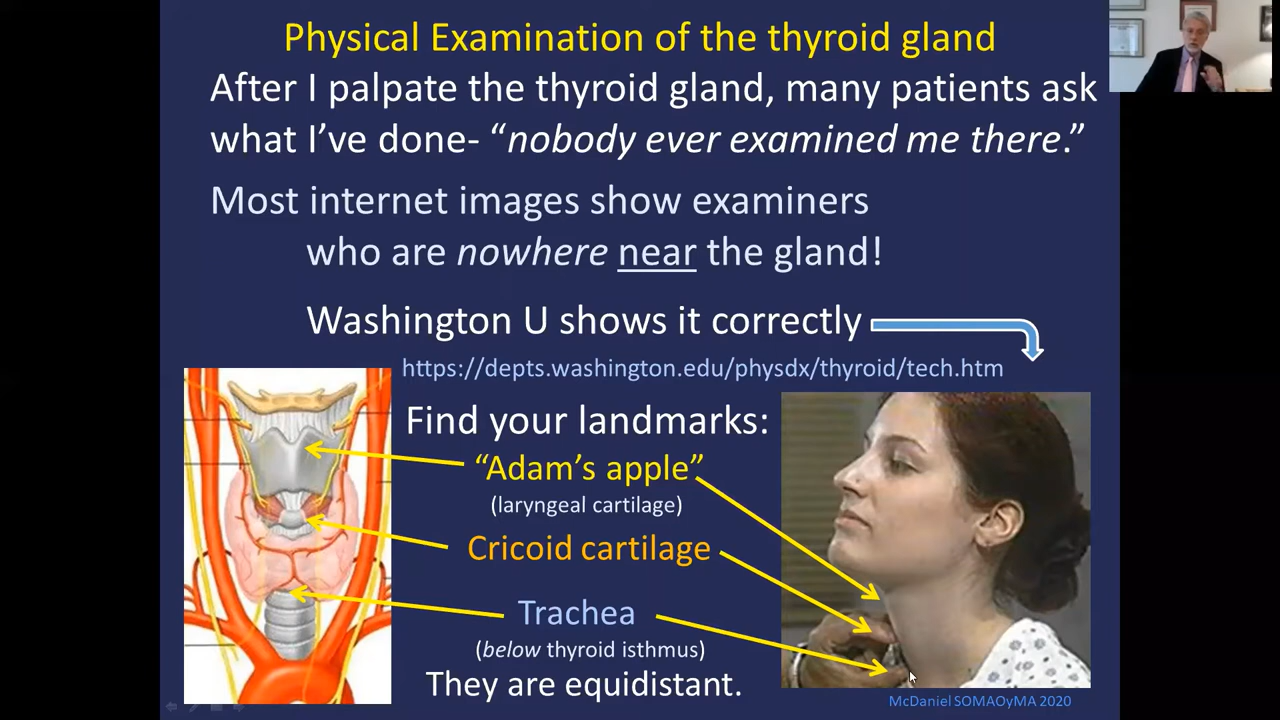 Physical Examination of the thyroid gland
After I palpate the thyroid gland, many patients ask
what I've done- “nobody ever examined me there.”
Most internet images show examiners
who are nowhere near the gland!
Washington U shows it correctly
https://depts.washington.edu/physdx/thyroid/tech.htm
Find your landmarks:
“Adam's apple”
(laryngeal cartilage)
Cricoid cartilage
Trachea
(below thyroid isthmus)
They are equidistant.
McDaniel SOMAOyMA 2020